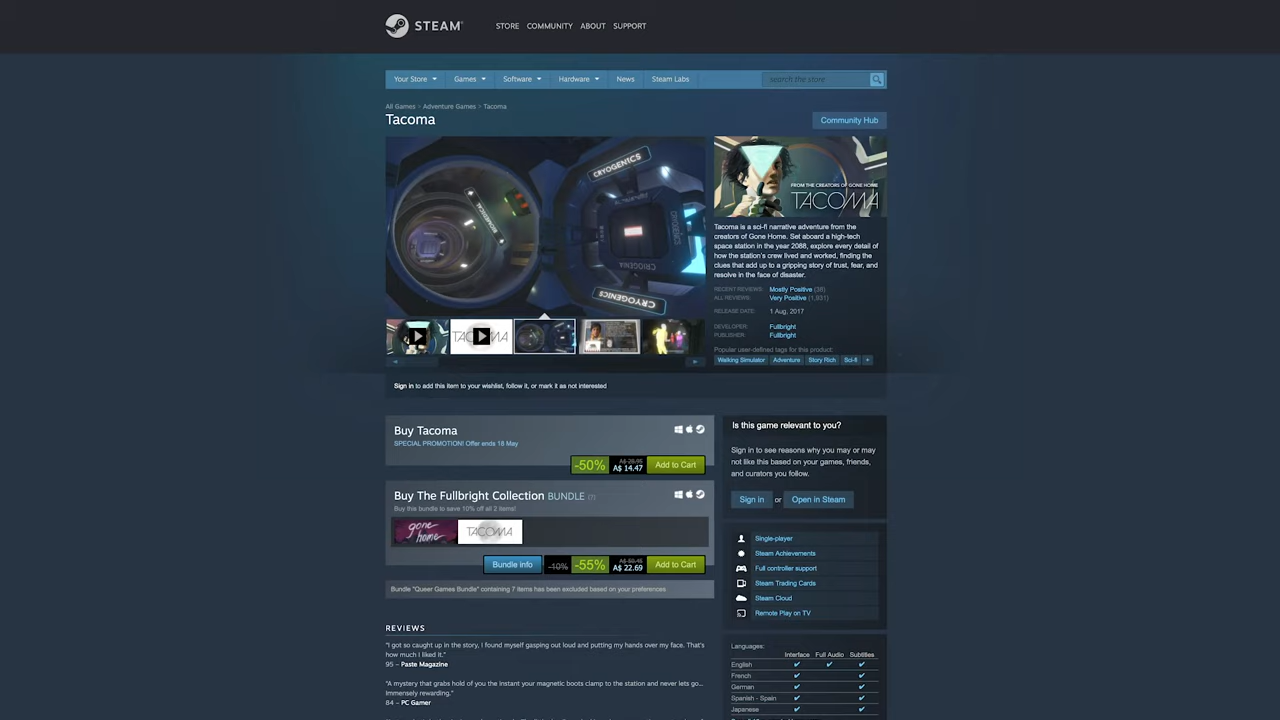 STEAM®
STORE COMMUNITY ABOUT SUPPORT
Your Store Games Software Hardware News Steam Labs search the store
All Games > Adventure Games > Tacoma
Tacoma
Community Hub
CRYOGENICS
BIOMEDICAL
CRYOGENICS
CRYOGENICS
FROM THE CREATORS OF GONE HOME
TACOMA
Tacoma is a sci-fi narrative adventure from the
creators of Gone Home. Set aboard a high-tech
space station in the year 2088, explore every detail of
how the station's crew lived and worked, finding the
clues that add up to a gripping story of trust, fear, and
resolve in the face of disaster.
RECENT REVIEWS: Mostly Positive (38)
ALL REVIEWS: Very Positive (1,931)
RELEASE DATE: 1 Aug, 2017
DEVELOPER: Fullbright
PUBLISHER: Fullbright
Popular user-defined tags for this product:
Walking Simulator Adventure Story Rich Sci-fi +
TACOMA
Sign in to add this item to your wishlist, follow it, or mark it as not interested
Buy Tacoma
SPECIAL PROMOTION! Offer ends 18 May
-50% A$ 28.95 A$ 14.47 Add to Cart
Buy The Fullbright Collection BUNDLE (?)
Buy this bundle to save 10% off all 2 items!
gone home TACOMA
Bundle info -10% -55% A$ 50.45 A$ 22.69 Add to Cart
Bundle "Queer Games Bundle" containing 7 items has been excluded based on your preferences
REVIEWS
"I got so caught up in the story, I found myself gasping out loud and putting my hands over my face. That's
how much I liked it."
95 – Paste Magazine
"A mystery that grabs hold of you the instant your magnetic boots clamp to the station and never lets go...
Immensely rewarding."
84 – PC Gamer
Is this game relevant to you?
Sign in to see reasons why you may or may
not like this based on your games, friends,
and curators you follow.
Sign in or Open in Steam
Single-player
Steam Achievements
Full controller support
Steam Trading Cards
Steam Cloud
Remote Play on TV
Languages:
Interface Full Audio Subtitles
English ✔ ✔ ✔
French ✔ ✔
German ✔ ✔
Spanish - Spain ✔ ✔
Japanese ✔ ✔